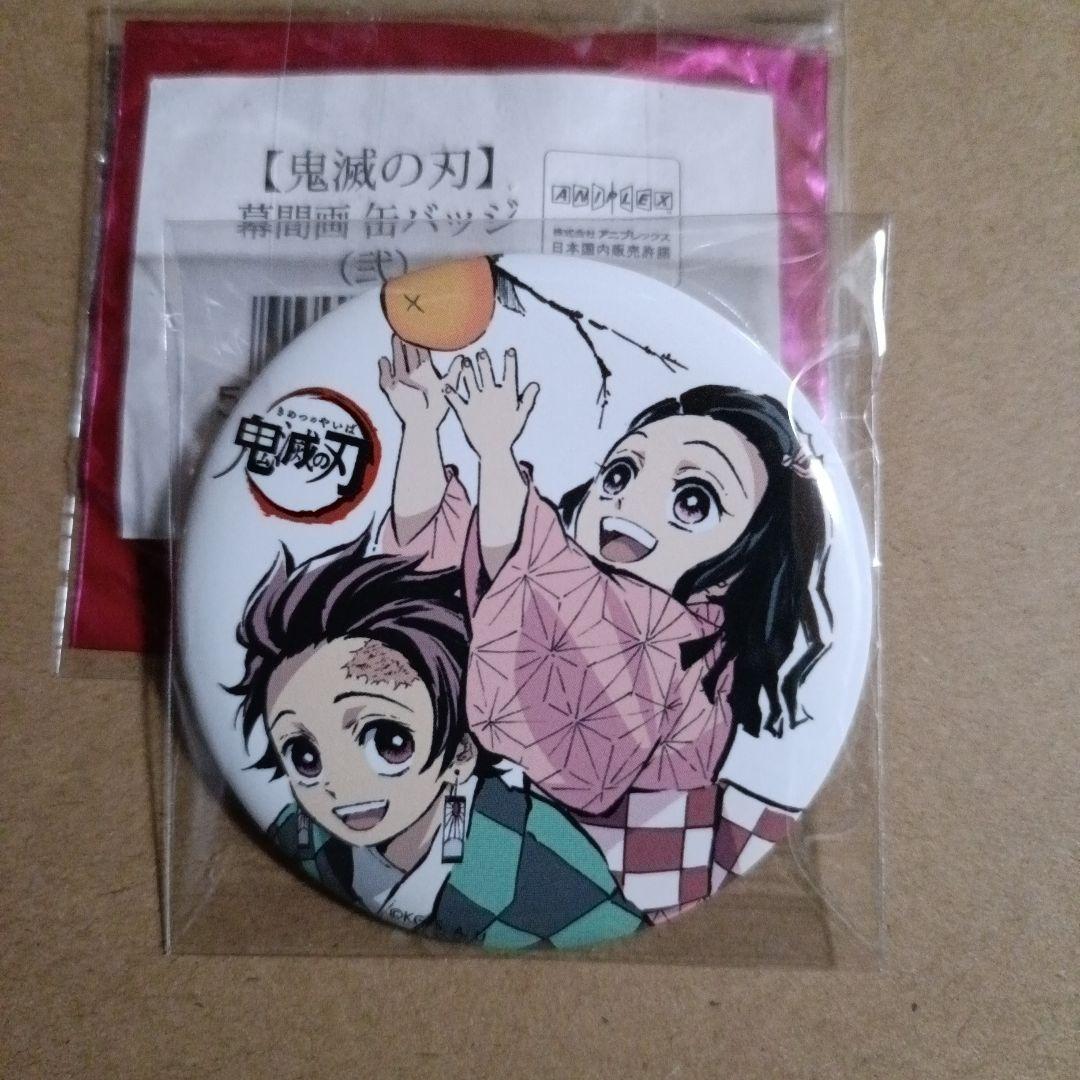 【鬼滅の刃】
幕間画 缶バッジ
(弐)
ANIPLEX
株式会社 アニプレックス
日本国内販売許諾
5
きめつのやいば
鬼滅の刃